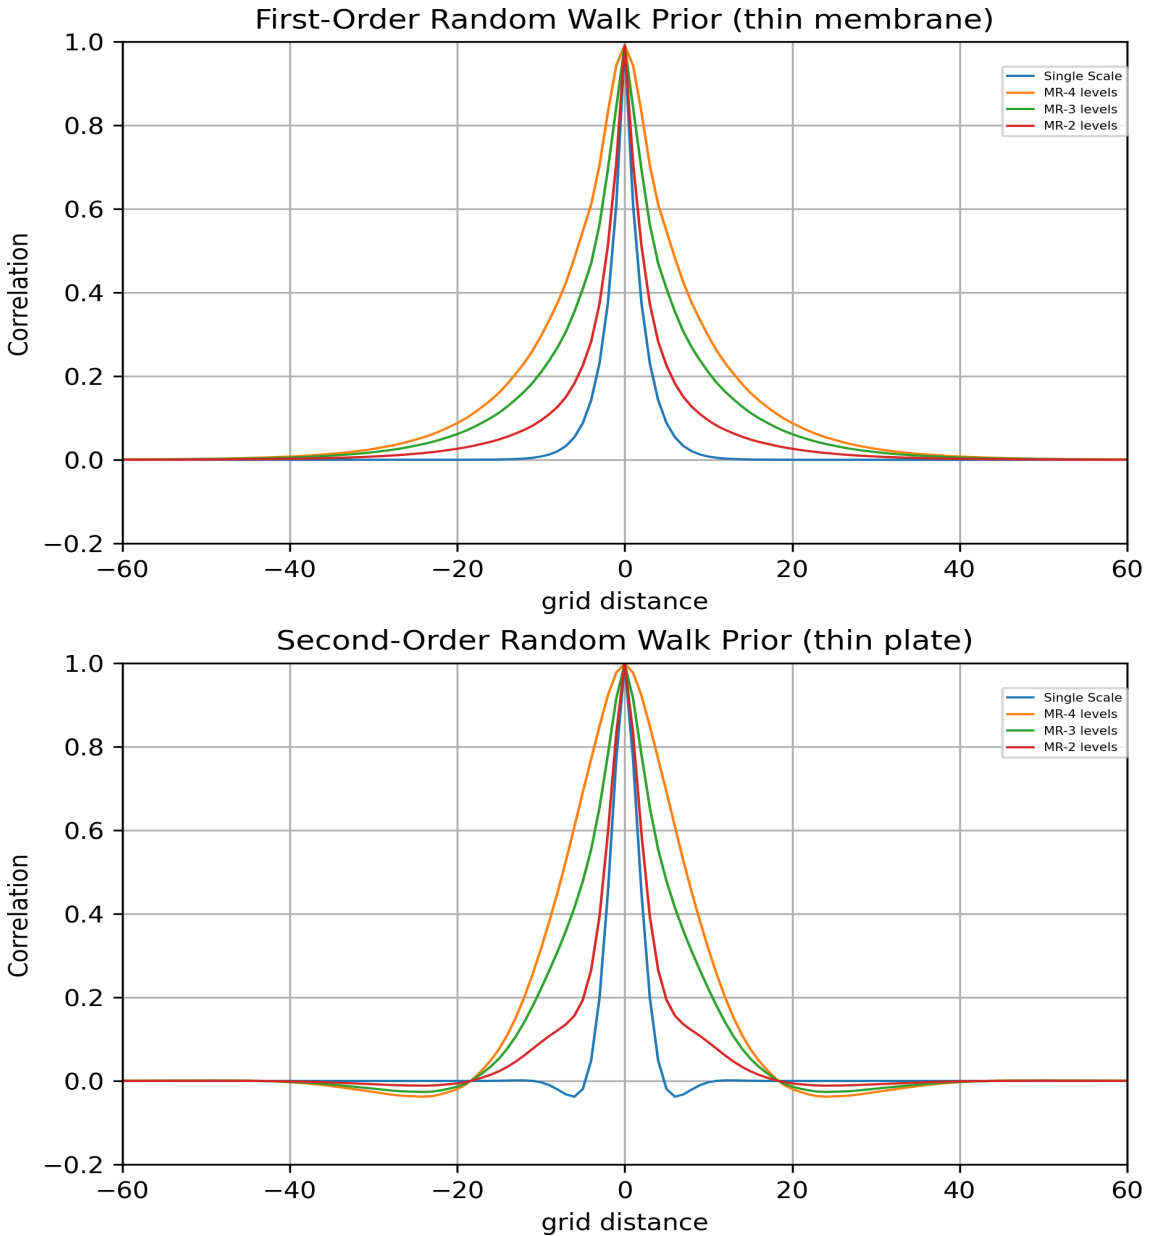 First-Order Random Walk Prior (thin membrane)
1.0
0.8
0.6
0.4
0.2
0.0
−0.2
Correlation
Single Scale
MR-4 levels
MR-3 levels
MR-2 levels
−60 −40 −20 0 20 40 60
grid distance
Second-Order Random Walk Prior (thin plate)
1.0
0.8
0.6
0.4
0.2
0.0
−0.2
Correlation
Single Scale
MR-4 levels
MR-3 levels
MR-2 levels
−60 −40 −20 0 20 40 60
grid distance